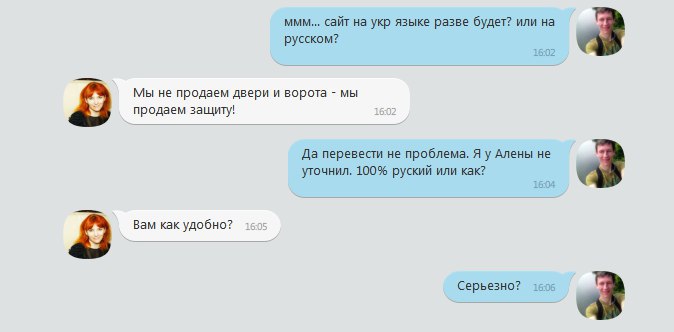 ммм... сайт на укр языке разве будет? или на
русском?
16:02
Мы не продаем двери и ворота - мы
продаем защиту!
16:02
Да перевести не проблема. Я у Алены не
уточнил. 100% руский или как?
16:04
Вам как удобно?
16:05
Серьезно?
16:06